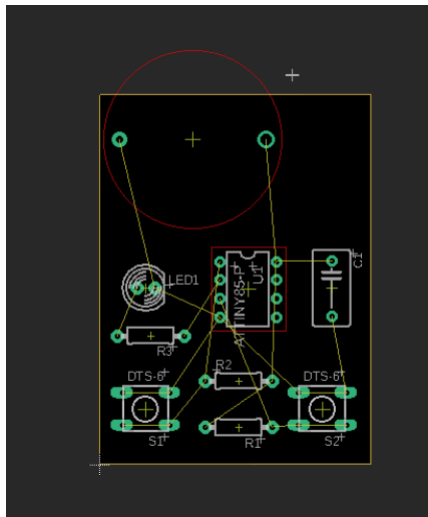 LED1
ATTINY85-P
U1
C1
R3
R2
DTS-6
DTS-6
S1
R1
S2